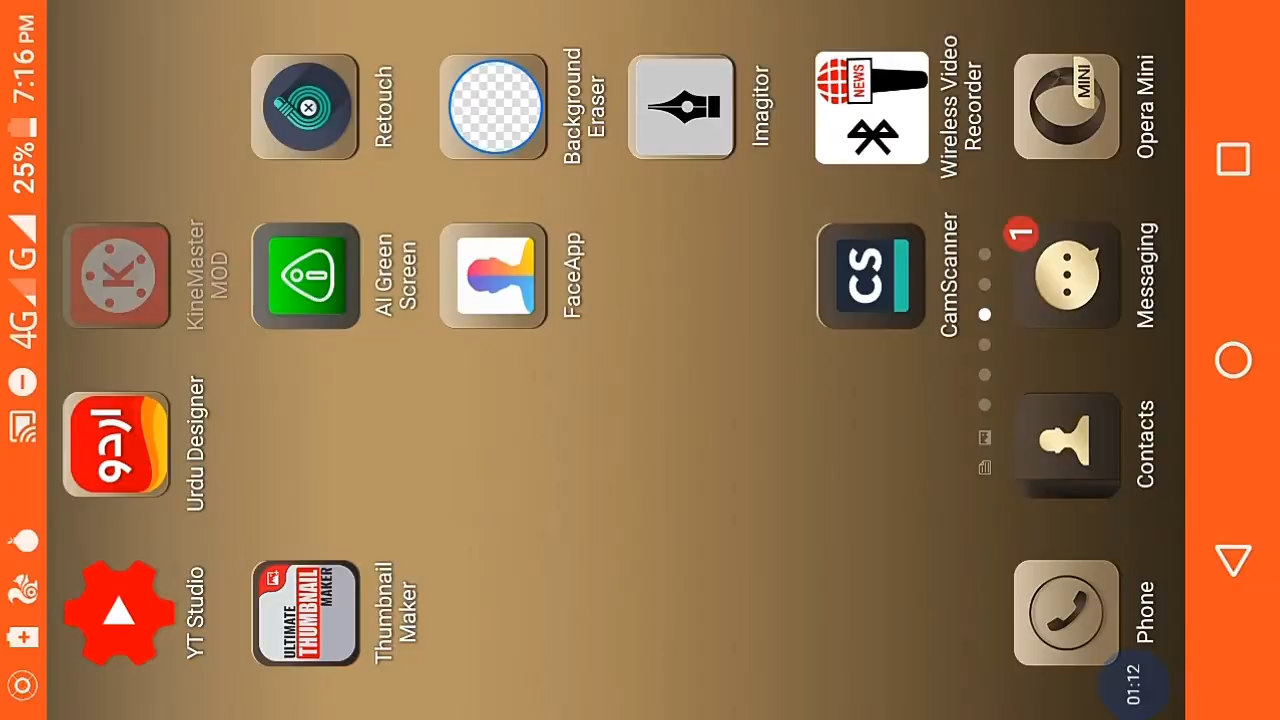 4G G 25% 7:16 PM
YT Studio
اردو
Urdu Designer
K
KineMaster
MOD
ULTIMATE
THUMBNAIL
MAKER
Thumbnail
Maker
AI Green
Screen
Retouch
FaceApp
Background
Eraser
Imagitor
CS
CamScanner
NEWS
Wireless Video
Recorder
Phone
Contacts
1
Messaging
MINI
Opera Mini
01:12